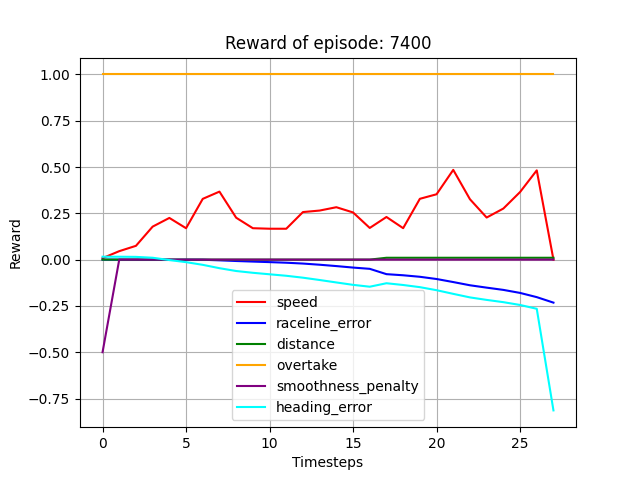 Reward of episode: 7400
Reward
1.00
0.75
0.50
0.25
0.00
−0.25
−0.50
−0.75
speed
raceline_error
distance
overtake
smoothness_penalty
heading_error
0 5 10 15 20 25
Timesteps